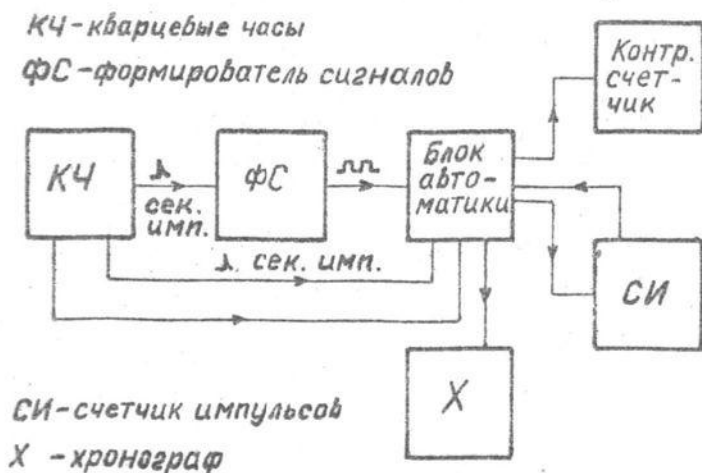 КЧ-кварцевые часы
ФС-формирователь сигналов
Контр.
счет-
чик
КЧ
сек.
имп.
ФС
Блок
авто-
матики
сек. имп.
СИ
Х
СИ-счетчик импульсов
Х -хронограф